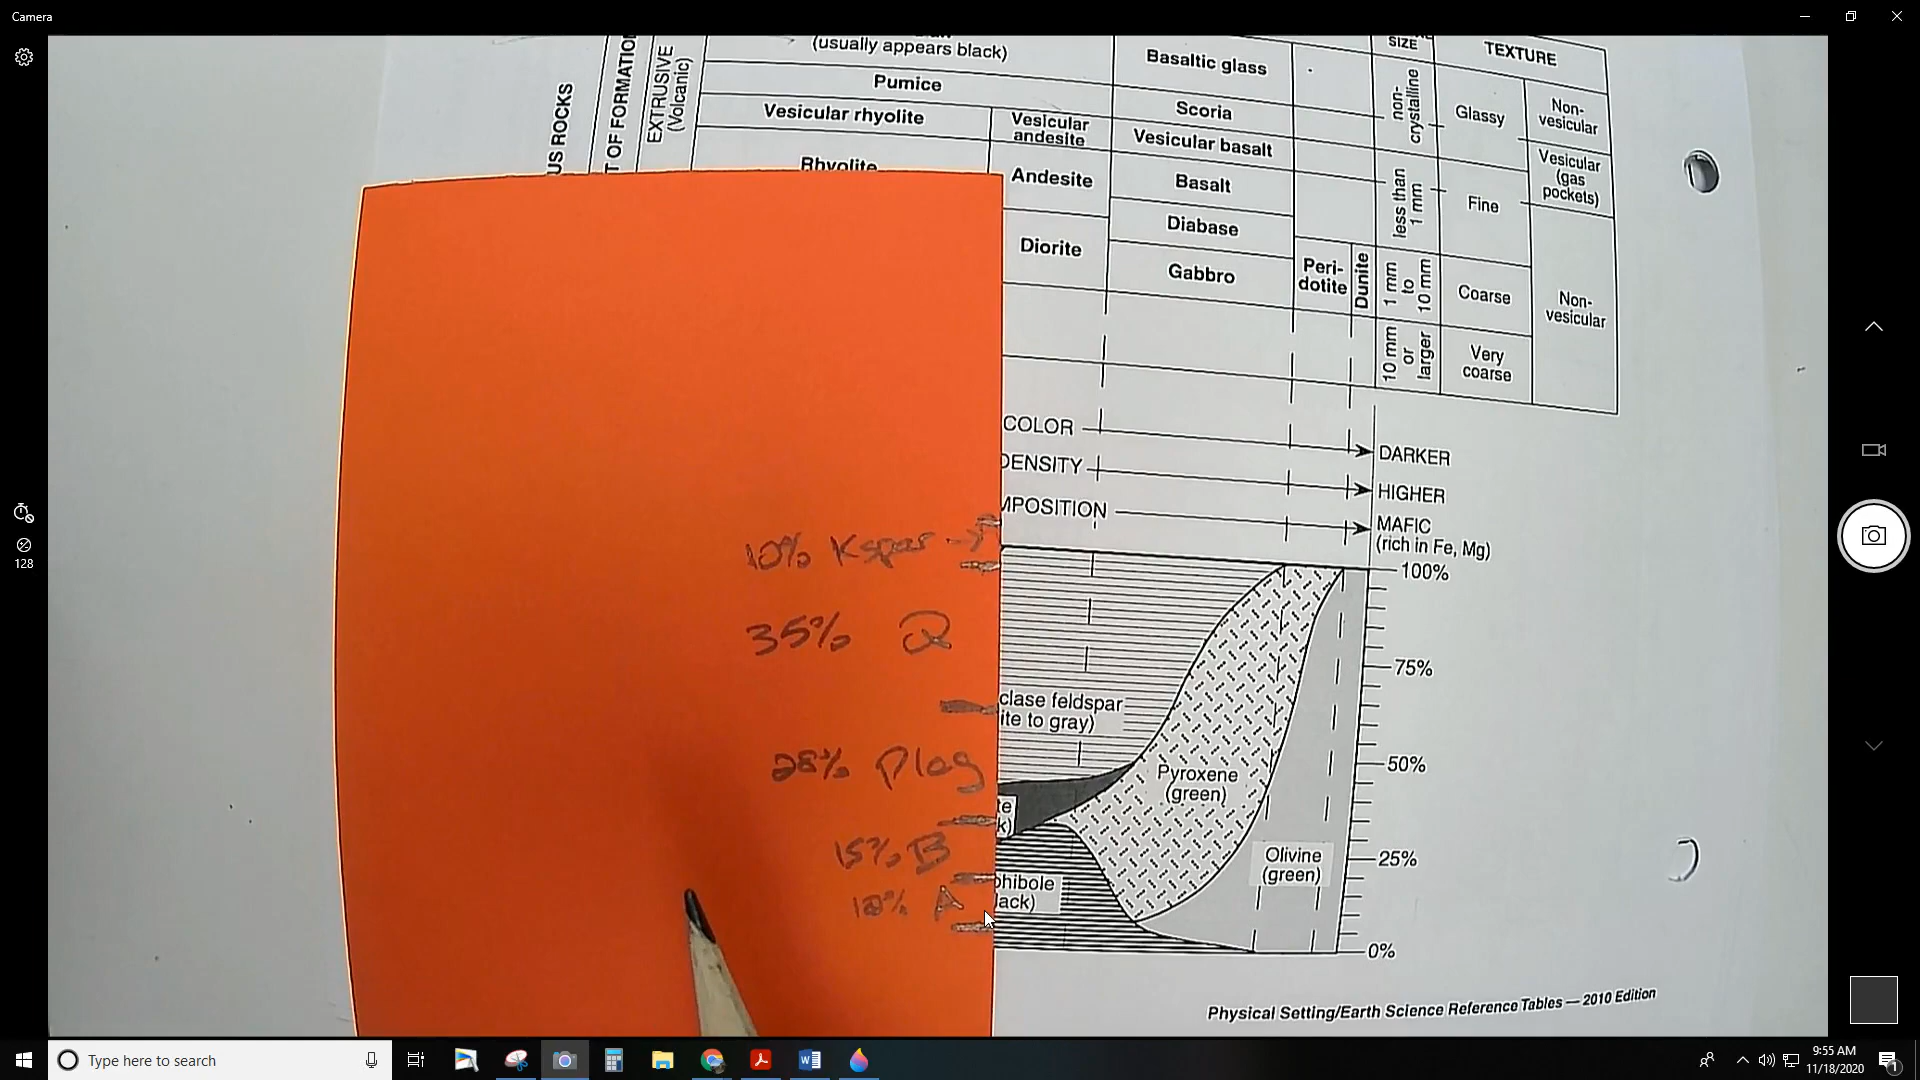 Camera
(usually appears black)
Pumice
Vesicular rhyolite
Rhyolite
Vesicular
andesite
Andesite
Diorite
Basaltic glass
Scoria
Vesicular basalt
Basalt
Diabase
Gabbro
Peri-
dotite
Dunite
US ROCKS
T OF FORMATION
EXTRUSIVE
(Volcanic)
SIZE
TEXTURE
non-
crystalline
less than
1 mm
1 mm
to
10 mm
10 mm
or
larger
Glassy
Fine
Coarse
Very
coarse
Non-
vesicular
Vesicular
(gas
pockets)
Non-
vesicular
COLOR
DARKER
DENSITY
HIGHER
MPOSITION
MAFIC
(rich in Fe, Mg)
10% Kspar
35% Q
28% Plag
15% B
10% A
clase feldspar
ite to gray)
te
k)
phibole
lack)
Pyroxene
(green)
Olivine
(green)
100%
75%
50%
25%
0%
Physical Setting/Earth Science Reference Tables — 2010 Edition
128
Type here to search
9:55 AM
11/18/2020
1